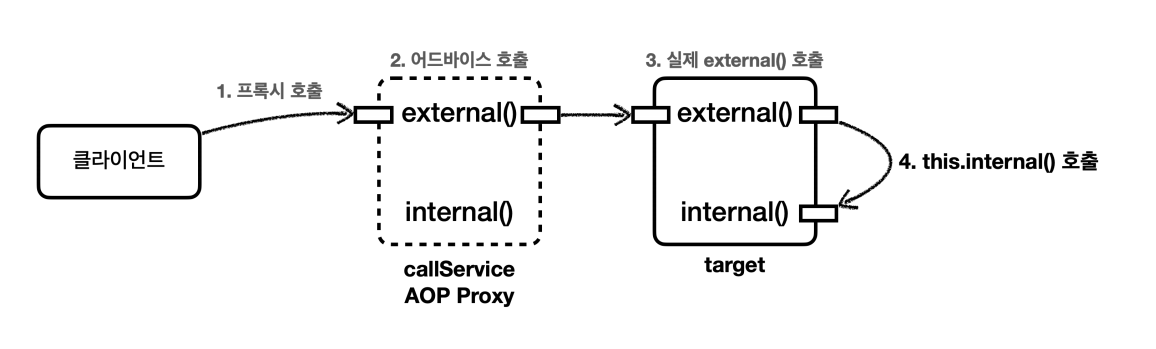 2. 어드바이스 호출
3. 실제 external() 호출
1. 프록시 호출
external()
external()
클라이언트
4. this.internal() 호출
internal()
internal()
callService
AOP Proxy
target